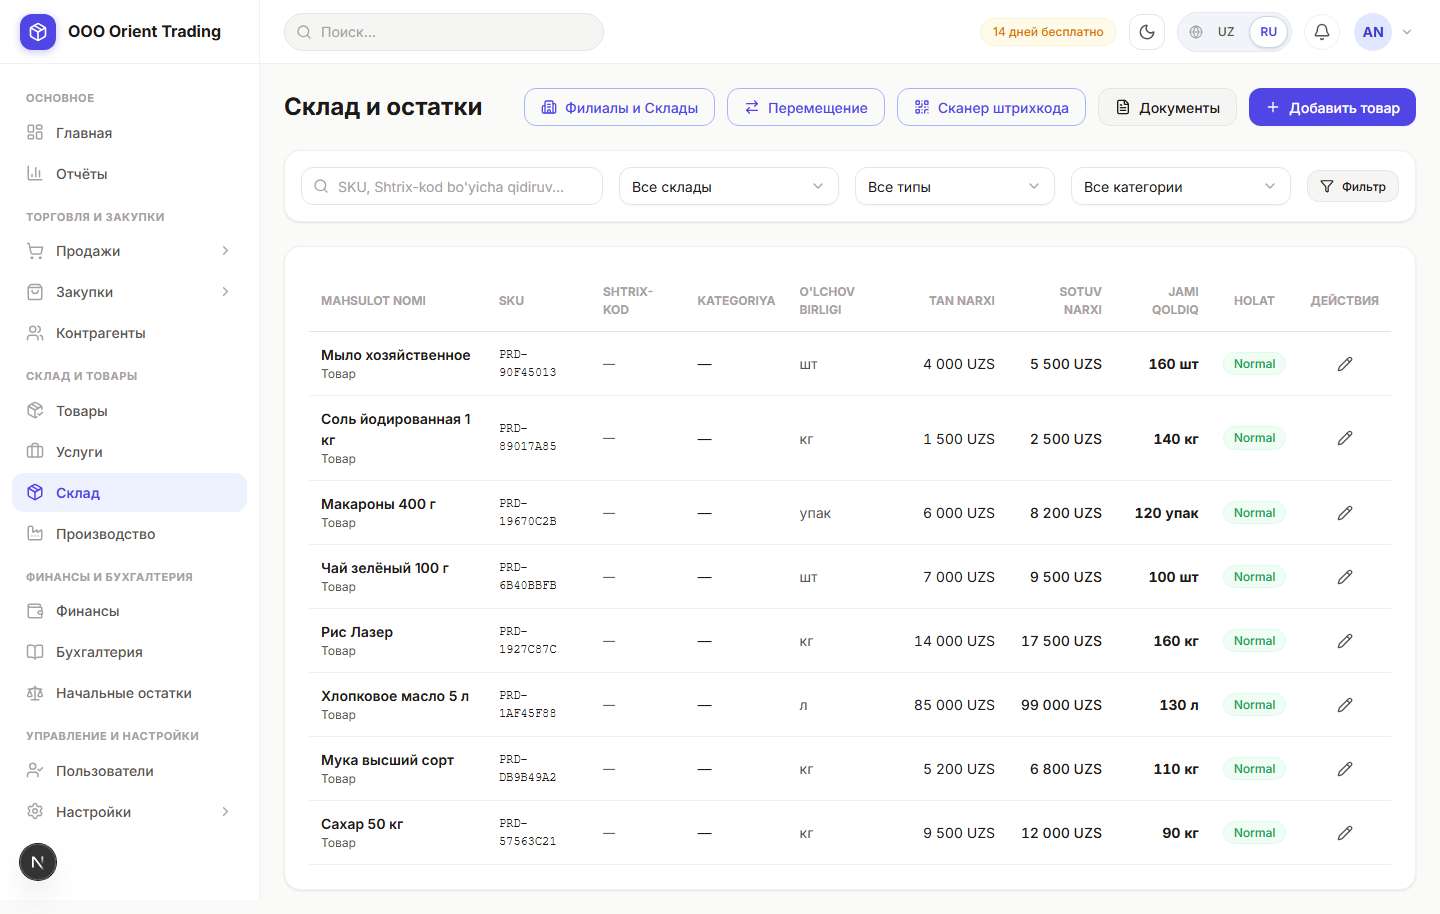 ООО Orient Trading
Поиск...
14 дней бесплатно
UZ
RU
AN
ОСНОВНОЕ
Главная
Отчёты
ТОРГОВЛЯ И ЗАКУПКИ
Продажи
Закупки
Контрагенты
СКЛАД И ТОВАРЫ
Товары
Услуги
Склад
Производство
ФИНАНСЫ И БУХГАЛТЕРИЯ
Финансы
Бухгалтерия
Начальные остатки
УПРАВЛЕНИЕ И НАСТРОЙКИ
Пользователи
Настройки
N
Склад и остатки
Филиалы и Склады
Перемещение
Сканер штрихкода
Документы
+ Добавить товар
SKU, Shtrix-kod bo'yicha qidiruv...
Все склады
Все типы
Все категории
Фильтр
MAHSULOT NOMI SKU SHTRIX-KOD KATEGORIYA O'LCHOV BIRLIGI TAN NARXI SOTUV NARXI JAMI QOLDIQ HOLAT ДЕЙСТВИЯ
Мыло хозяйственное
Товар
PRD-
90F45013
— — шт 4 000 UZS 5 500 UZS 160 шт Normal
Соль йодированная 1
кг
Товар
PRD-
89017A85
— — кг 1 500 UZS 2 500 UZS 140 кг Normal
Макароны 400 г
Товар
PRD-
19670C2B
— — упак 6 000 UZS 8 200 UZS 120 упак Normal
Чай зелёный 100 г
Товар
PRD-
6B40BBFB
— — шт 7 000 UZS 9 500 UZS 100 шт Normal
Рис Лазер
Товар
PRD-
1927C87C
— — кг 14 000 UZS 17 500 UZS 160 кг Normal
Хлопковое масло 5 л
Товар
PRD-
1AF45F88
— — л 85 000 UZS 99 000 UZS 130 л Normal
Мука высший сорт
Товар
PRD-
DB9B49A2
— — кг 5 200 UZS 6 800 UZS 110 кг Normal
Сахар 50 кг
Товар
PRD-
57563C21
— — кг 9 500 UZS 12 000 UZS 90 кг Normal